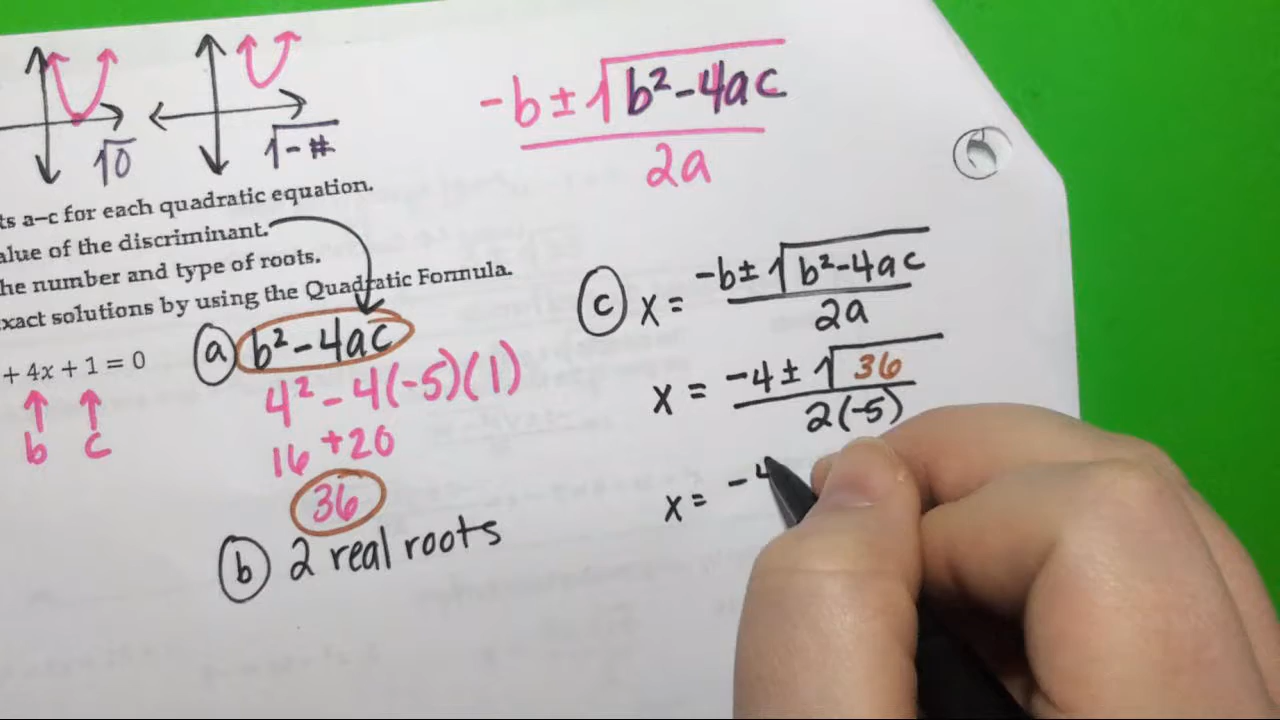 √0 √-#
-b ± √b² - 4ac
2a
ts a–c for each quadratic equation.
alue of the discriminant.
he number and type of roots.
xact solutions by using the Quadratic Formula.
+ 4x + 1 = 0
b c
ⓐ b² - 4ac
4² - 4(-5)(1)
16 + 20
36
ⓑ 2 real roots
ⓒ x = -b ± √b² - 4ac
2a
x = -4 ± √36
2(-5)
x = -4